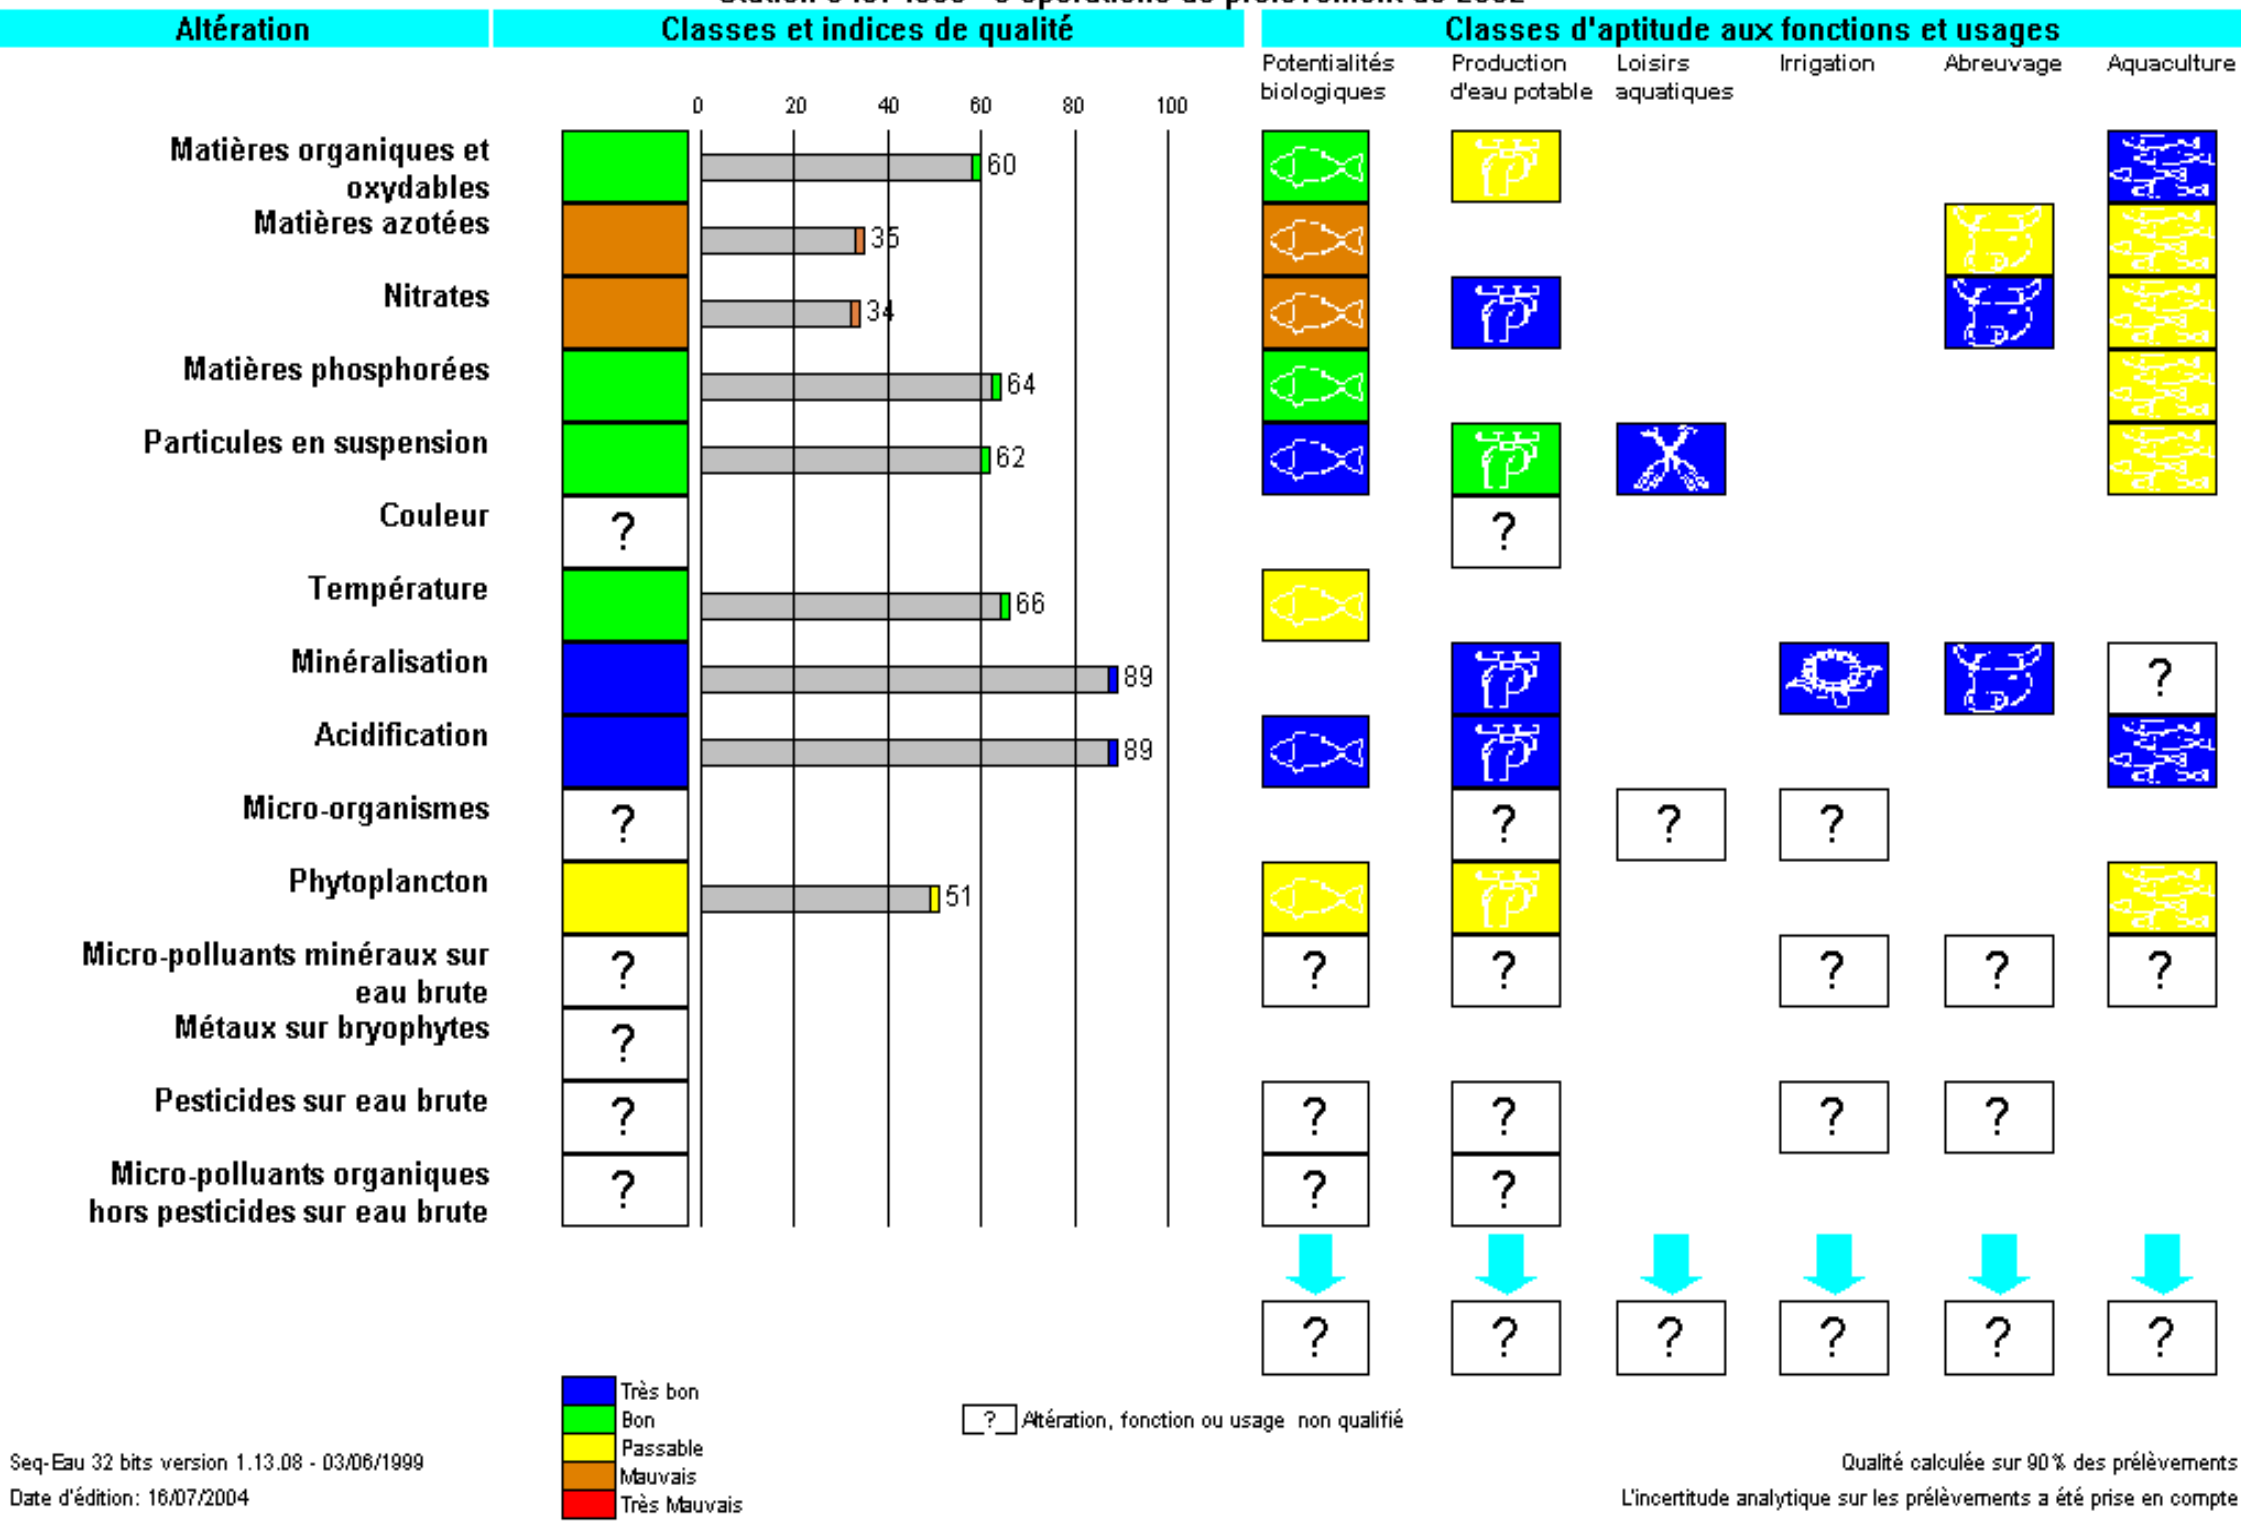 Altération Classes et indices de qualité Classes d'aptitude aux fonctions et usages
Potentialités biologiques
Production d'eau potable
Loisirs aquatiques
Irrigation
Abreuvage
Aquaculture
0 20 40 60 80 100
Matières organiques et
oxydables
60
Matières azotées
35
Nitrates
34
Matières phosphorées
64
Particules en suspension
62
Couleur
? ?
Température
66
Minéralisation
89 ?
Acidification
89
Micro-organismes
? ? ? ?
Phytoplancton
51
Micro-polluants minéraux sur
eau brute
? ? ? ? ? ?
Métaux sur bryophytes
?
Pesticides sur eau brute
? ? ? ? ?
Micro-polluants organiques
hors pesticides sur eau brute
? ? ?
? ? ? ? ? ?
Très bon
Bon
Passable
Mauvais
Très Mauvais
? Altération, fonction ou usage non qualifié
Seq-Eau 32 bits version 1.13.08 - 03/06/1999
Date d'édition: 16/07/2004
Qualité calculée sur 90% des prélèvements
L'incertitude analytique sur les prélèvements a été prise en compte